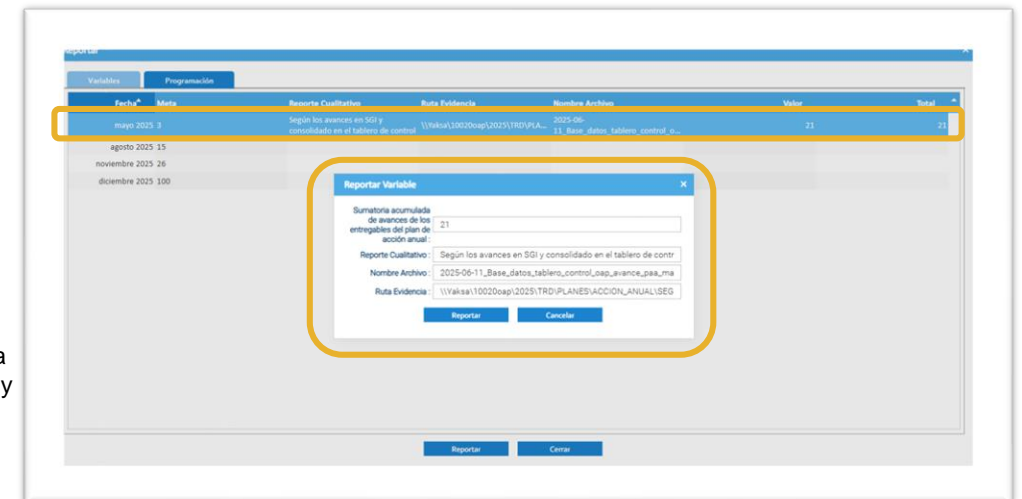 Reportar
Variables Programación
Fecha Meta Reporte Cualitativo Ruta Evidencia Nombre Archivo Valor Total
mayo 2025 3 Según los avances en SGI y consolidado en el tablero de control \\Yaksa\10020oap\2025\TRD\PLA... 2025-06-11_Base_datos_tablero_control_o... 21 21
agosto 2025 15
noviembre 2025 26
diciembre 2025 100
Reportar Variable ×
Sumatoria acumulada
de avances de los
entregables del plan de
acción anual : 21
Reporte Cualitativo : Según los avances en SGI y consolidado en el tablero de contr
Nombre Archivo : 2025-06-11_Base_datos_tablero_control_oap_avance_paa_ma
Ruta Evidencia : \\Yaksa\10020oap\2025\TRD\PLANES\ACCION_ANUAL\SEG
Reportar Cancelar
a
y
Reportar Cerrar